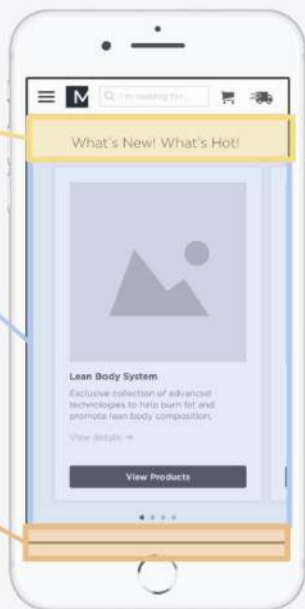 M
I'm looking for...
What's New! What's Hot!
Lean Body System
Exclusive collection of advanced
technologies to help burn fat and
promote lean body composition.
View details →
View Products